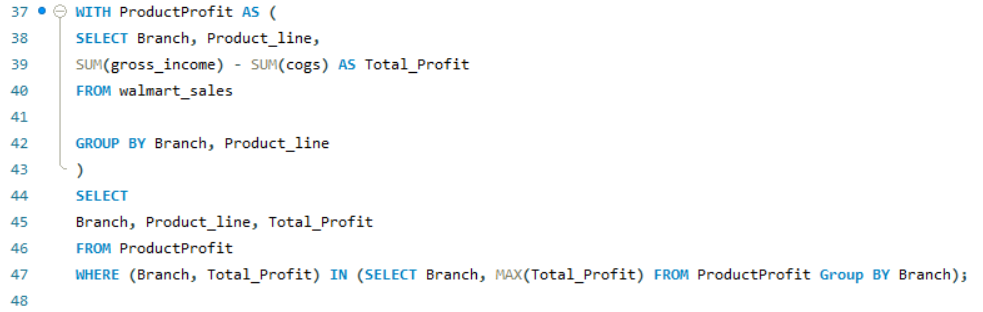 37 WITH ProductProfit AS (
38 SELECT Branch, Product_line,
39 SUM(gross_income) - SUM(cogs) AS Total_Profit
40 FROM walmart_sales
41
42 GROUP BY Branch, Product_line
43 )
44 SELECT
45 Branch, Product_line, Total_Profit
46 FROM ProductProfit
47 WHERE (Branch, Total_Profit) IN (SELECT Branch, MAX(Total_Profit) FROM ProductProfit Group BY Branch);
48